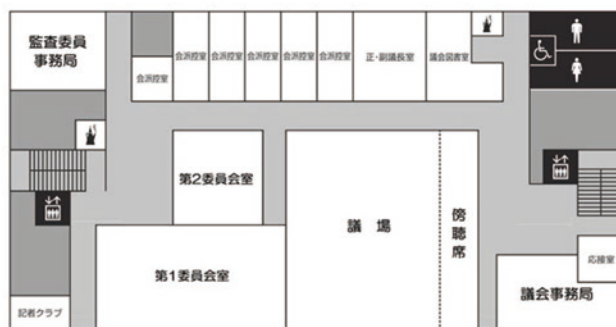 監査委員
事務局
会派控室
会派控室
会派控室
会派控室
会派控室
会派控室
正・副議長室
議会図書室
第2委員会室
議場
傍聴席
第1委員会室
応接室
議会事務局
記者クラブ